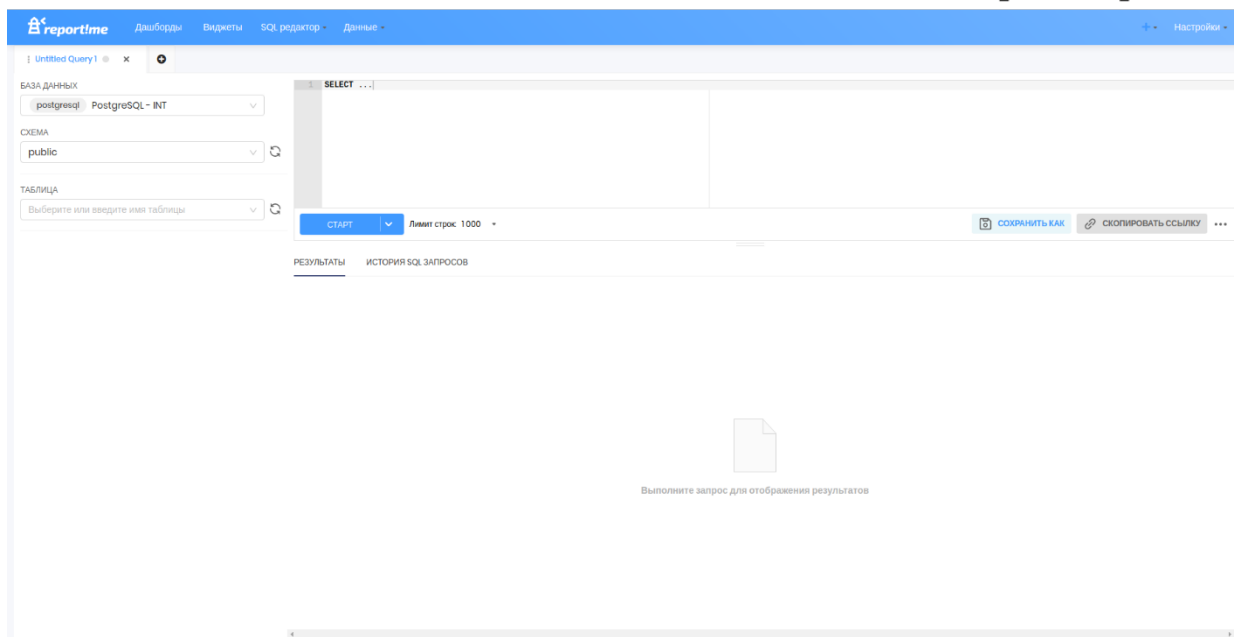 report!me Дашборды Виджеты SQL редактор Данные + Настройки
Untitled Query 1 ×
БАЗА ДАННЫХ
postgresql PostgreSQL - INT
СХЕМА
public
ТАБЛИЦА
Выберите или введите имя таблицы
1 SELECT ...
СТАРТ Лимит строк: 1000 СОХРАНИТЬ КАК СКОПИРОВАТЬ ССЫЛКУ ...
РЕЗУЛЬТАТЫ ИСТОРИЯ SQL ЗАПРОСОВ
Выполните запрос для отображения результатов